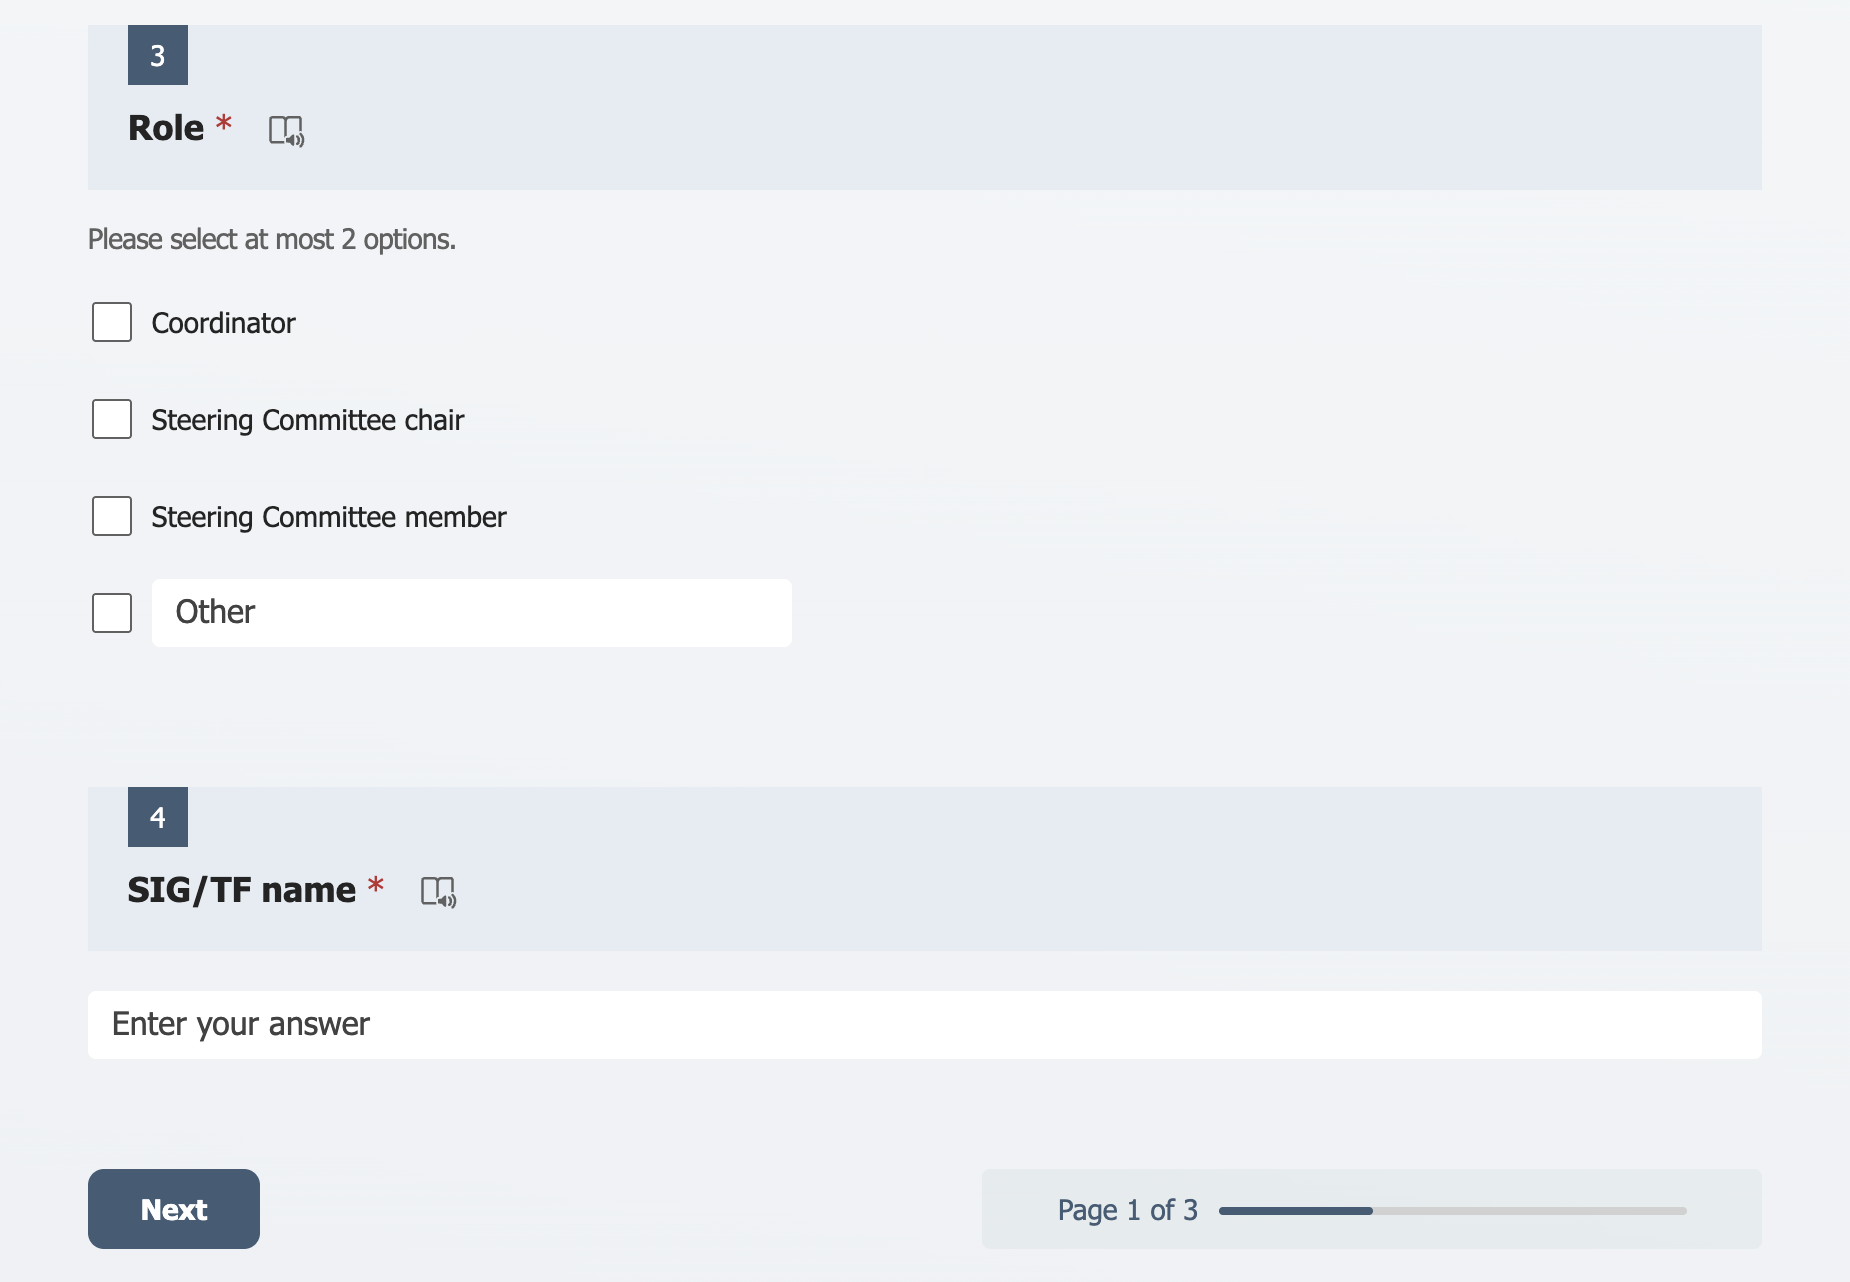 3
Role *
Please select at most 2 options.
Coordinator
Steering Committee chair
Steering Committee member
Other
4
SIG/TF name *
Enter your answer
Next
Page 1 of 3